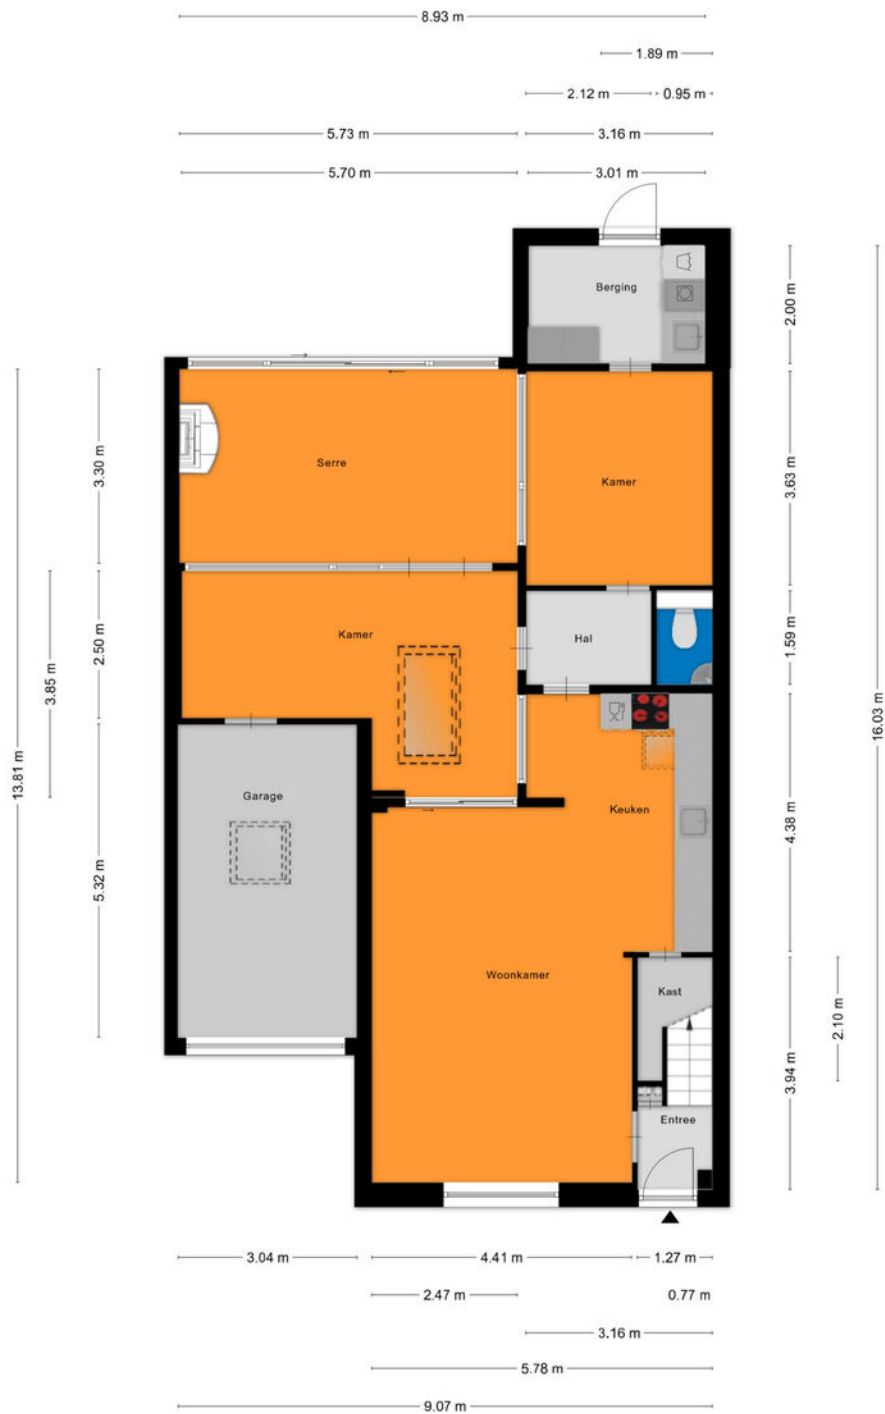 8.93 m
1.89 m
2.12 m
0.95 m
5.73 m
3.16 m
5.70 m
3.01 m
Berging
2.00 m
Serre
3.30 m
Kamer
3.63 m
Kamer
2.50 m
Hal
1.59 m
3.85 m
16.03 m
13.81 m
Garage
Keuken
4.38 m
5.32 m
Woonkamer
Kast
2.10 m
3.94 m
Entree
3.04 m
4.41 m
1.27 m
2.47 m
0.77 m
3.16 m
5.78 m
9.07 m